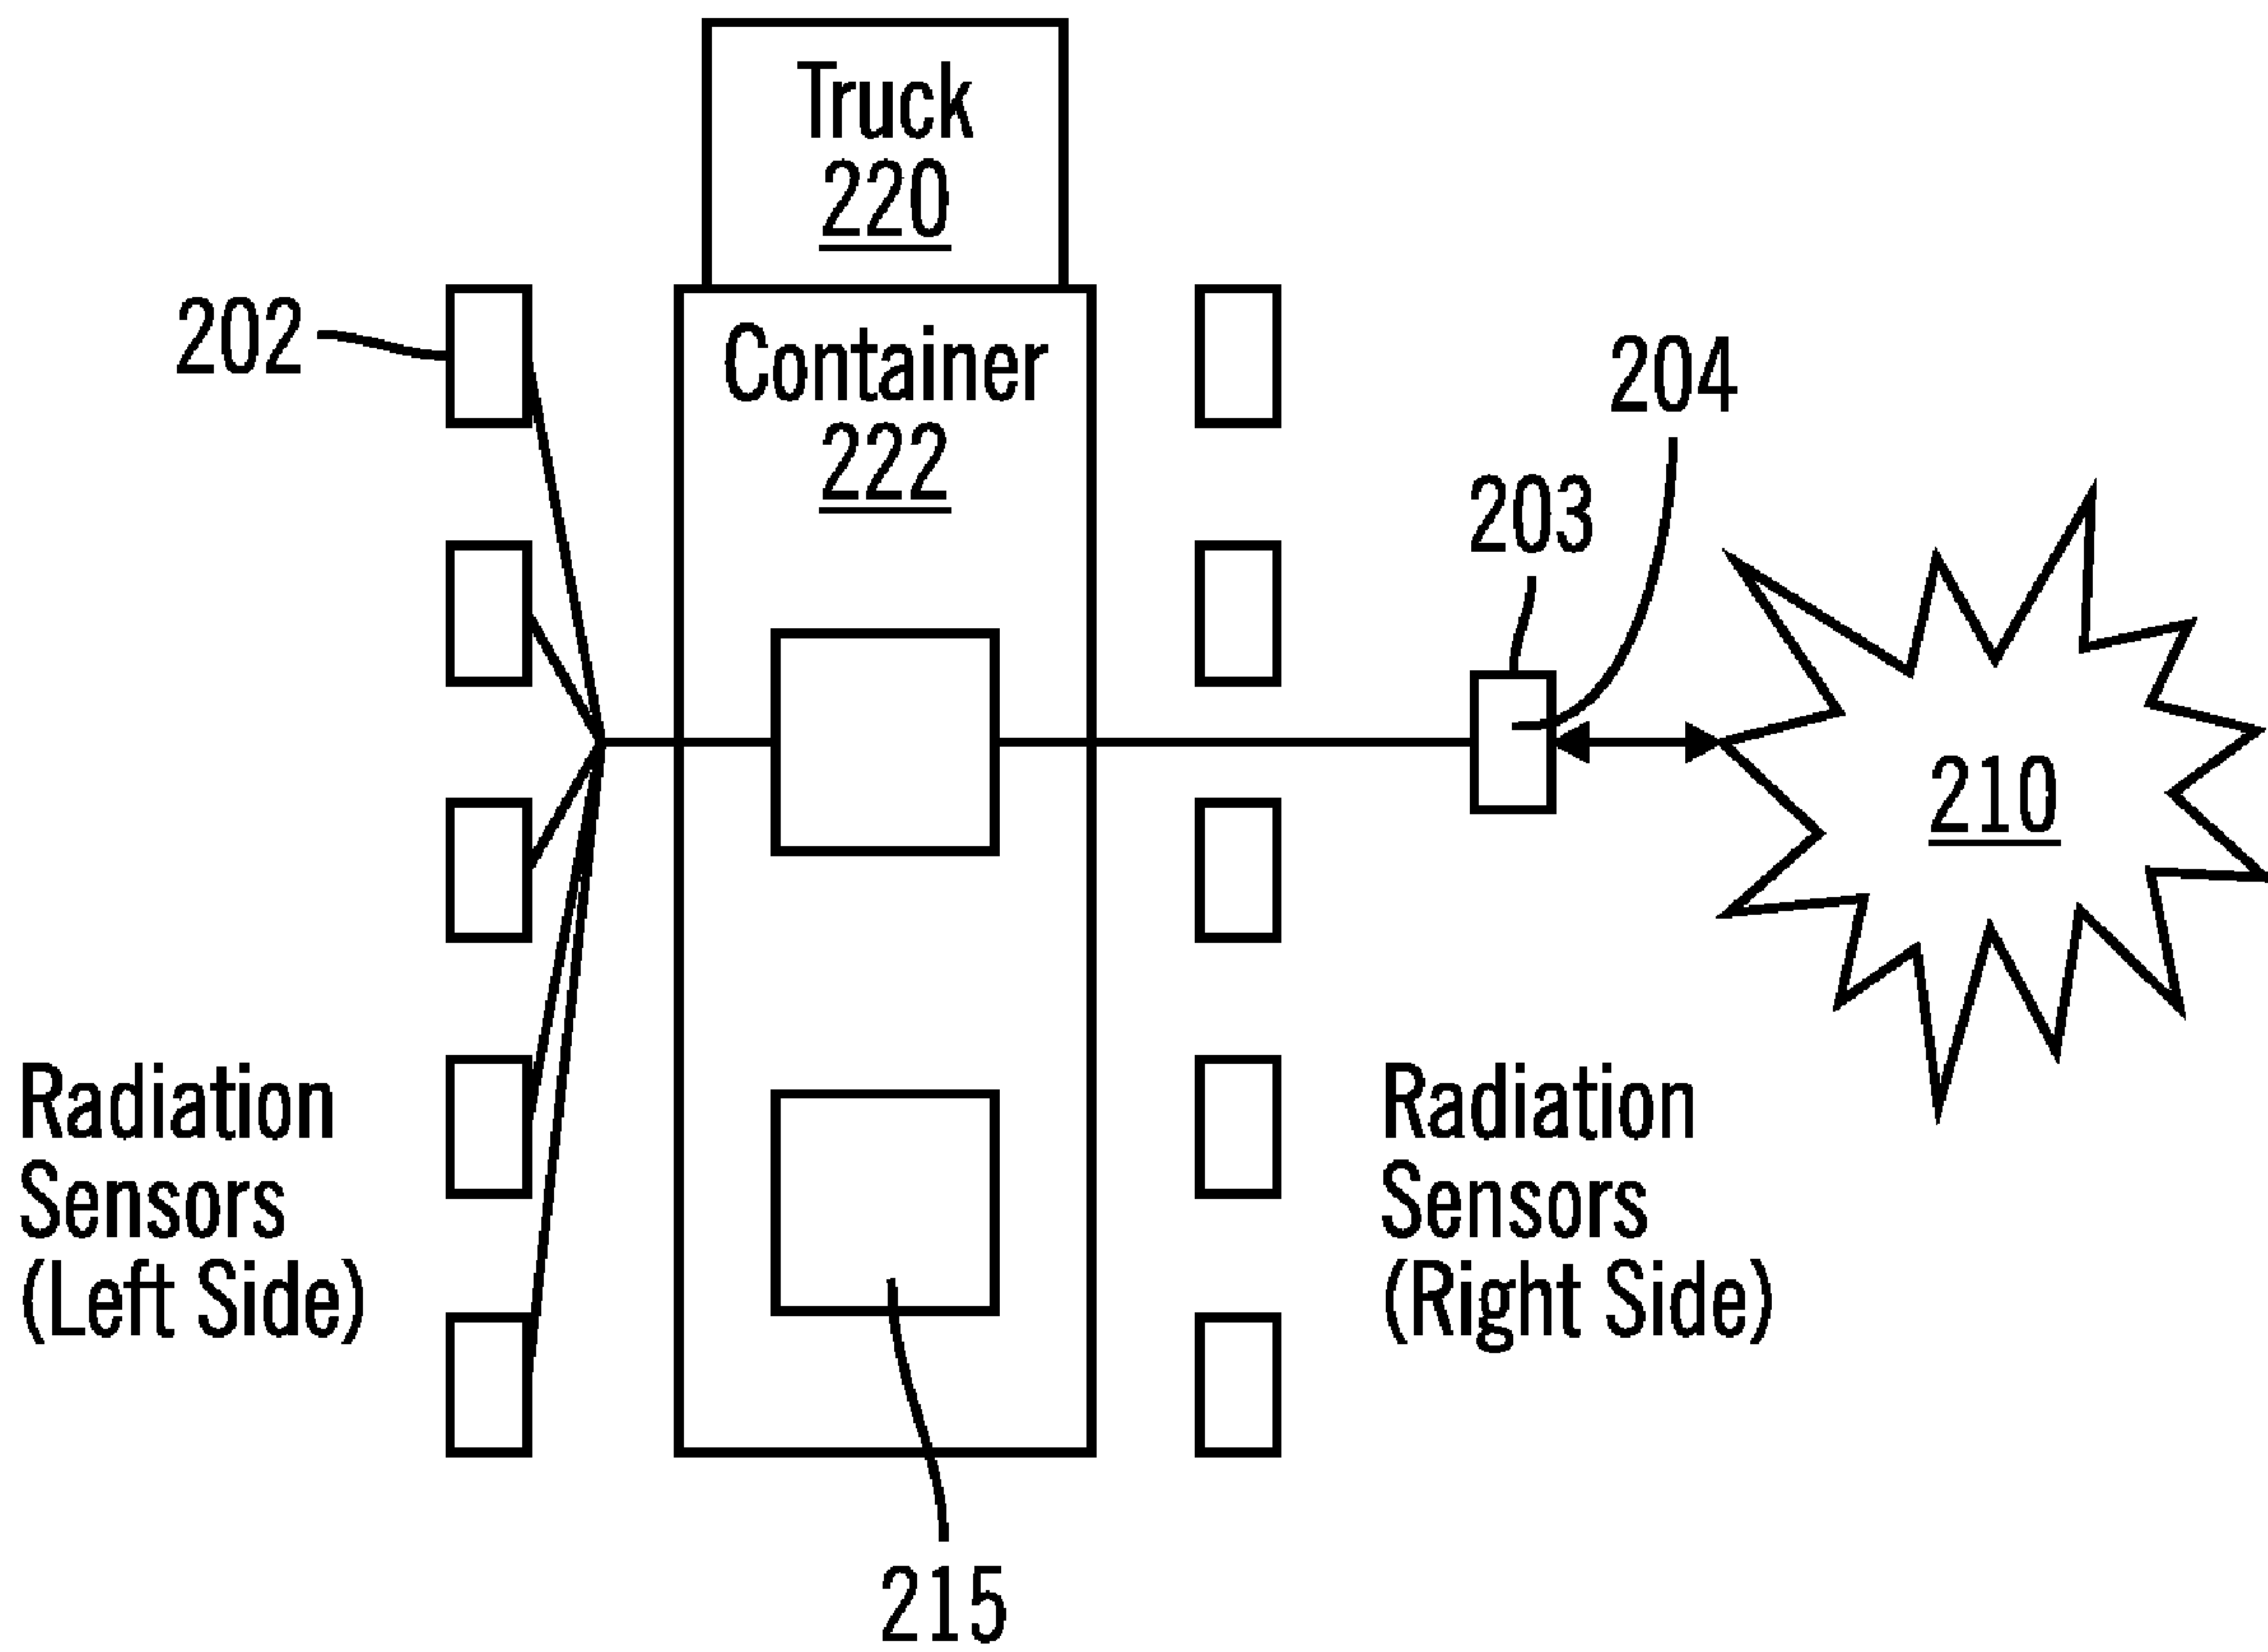 Truck
220
202
Container
222
204
203
210
Radiation
Sensors
(Left Side)
Radiation
Sensors
(Right Side)
215